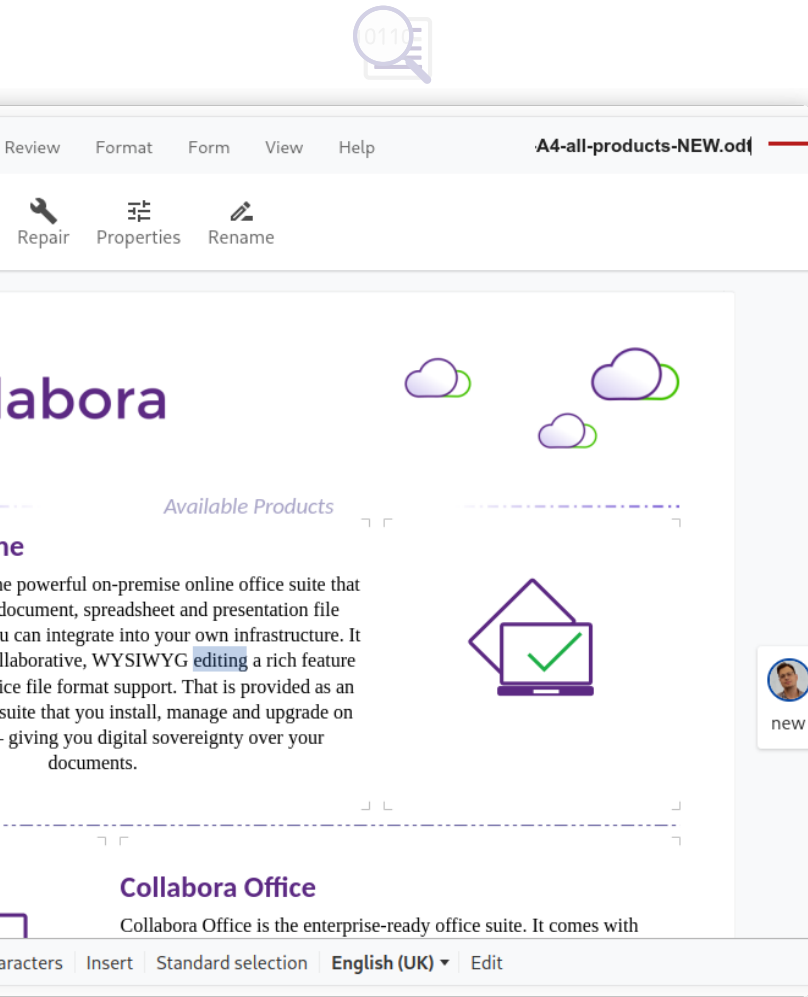 0110
Review Format Form View Help
A4-all-products-NEW.odt
Repair Properties Rename
labora
Available Products
ne
ne powerful on-premise online office suite that
document, spreadsheet and presentation file
u can integrate into your own infrastructure. It
llaborative, WYSIWYG editing a rich feature
ice file format support. That is provided as an
suite that you install, manage and upgrade on
- giving you digital sovereignty over your
documents.
new
Collabora Office
Collabora Office is the enterprise-ready office suite. It comes with
aracters Insert Standard selection English (UK) Edit